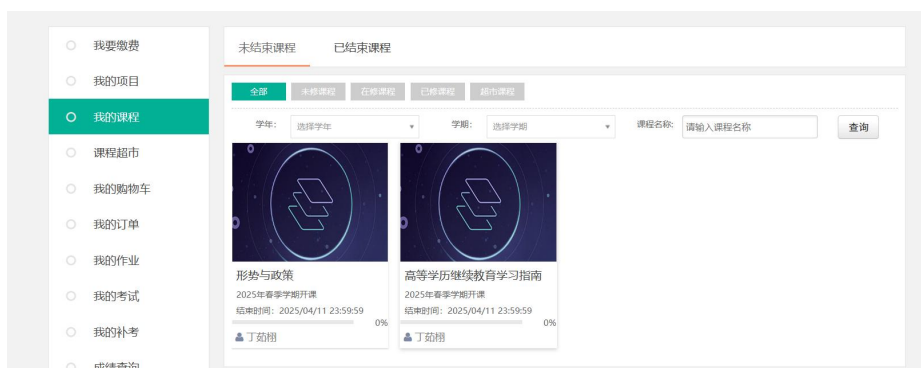 我要缴费
我的项目
我的课程
课程超市
我的购物车
我的订单
我的作业
我的考试
我的补考
成绩查询
未结束课程 已结束课程
全部 未修课程 在修课程 已修课程 超市课程
学年: 选择学年 学期: 选择学期 课程名称: 请输入课程名称 查询
形势与政策
2025年春季学期开课
结束时间: 2025/04/11 23:59:59
0%
丁茹栩
高等学历继续教育学习指南
2025年春季学期开课
结束时间: 2025/04/11 23:59:59
0%
丁茹栩